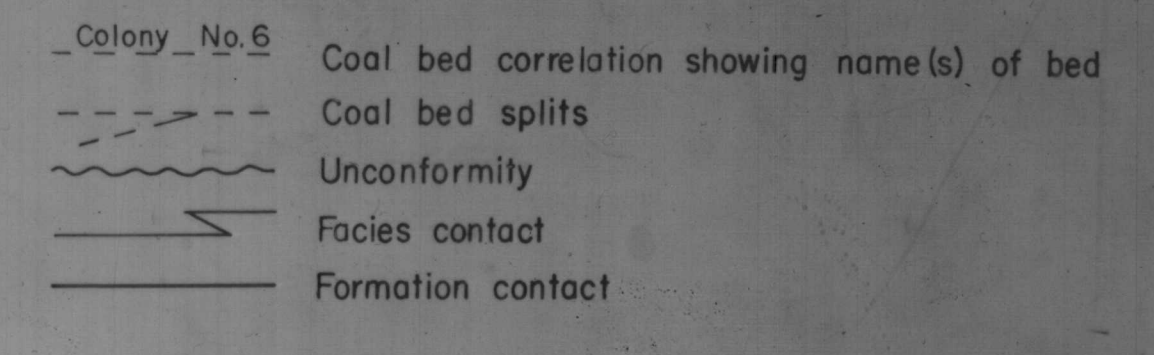 Colony No. 6
Coal bed correlation showing name(s) of bed
Coal bed splits
Unconformity
Facies contact
Formation contact